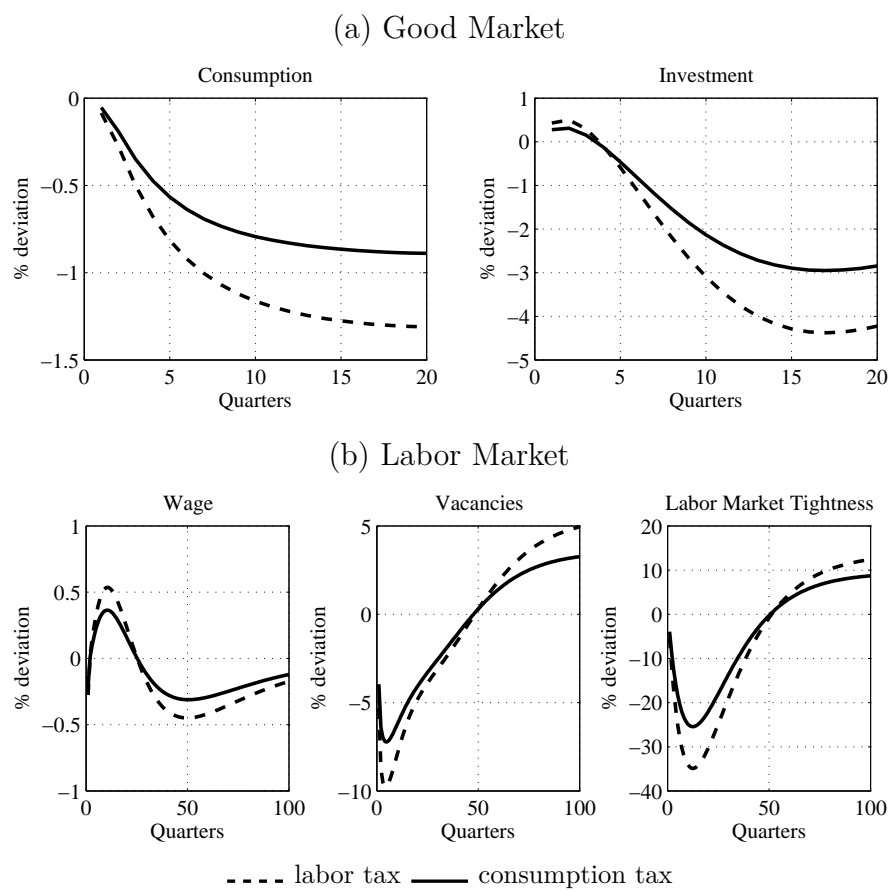 (a) Good Market
Consumption
Investment
% deviation
0
−0.5
−1
−1.5
0 5 10 15 20
Quarters
% deviation
1
0
−1
−2
−3
−4
−5
0 5 10 15 20
Quarters
(b) Labor Market
Wage
Vacancies
Labor Market Tightness
% deviation
1
0.5
0
−0.5
−1
0 50 100
Quarters
% deviation
5
0
−5
−10
0 50 100
Quarters
% deviation
20
10
0
−10
−20
−30
−40
0 50 100
Quarters
labor tax consumption tax